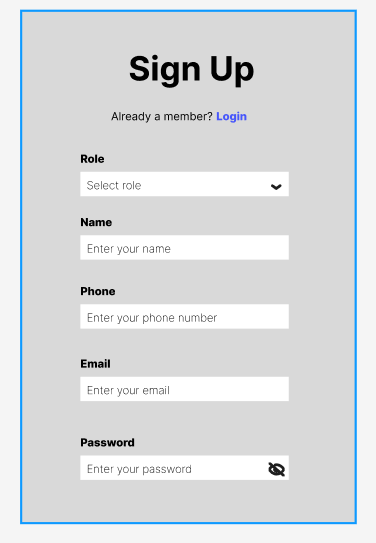 Sign Up
Already a member? Login
Role
Select role
Name
Enter your name
Phone
Enter your phone number
Email
Enter your email
Password
Enter your password